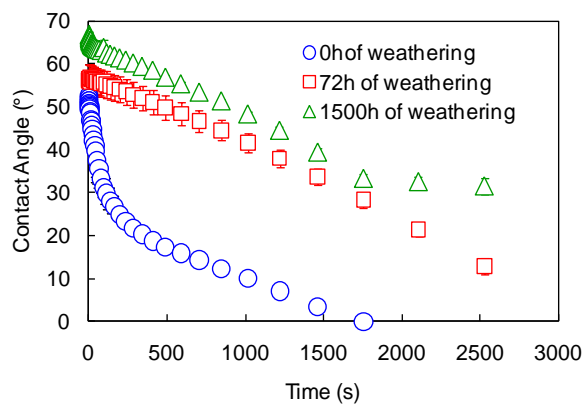 70
60
50
40
30
20
10
0
Contact Angle (º)
0hof weathering
72h of weathering
1500h of weathering
0 500 1000 1500 2000 2500 3000
Time (s)